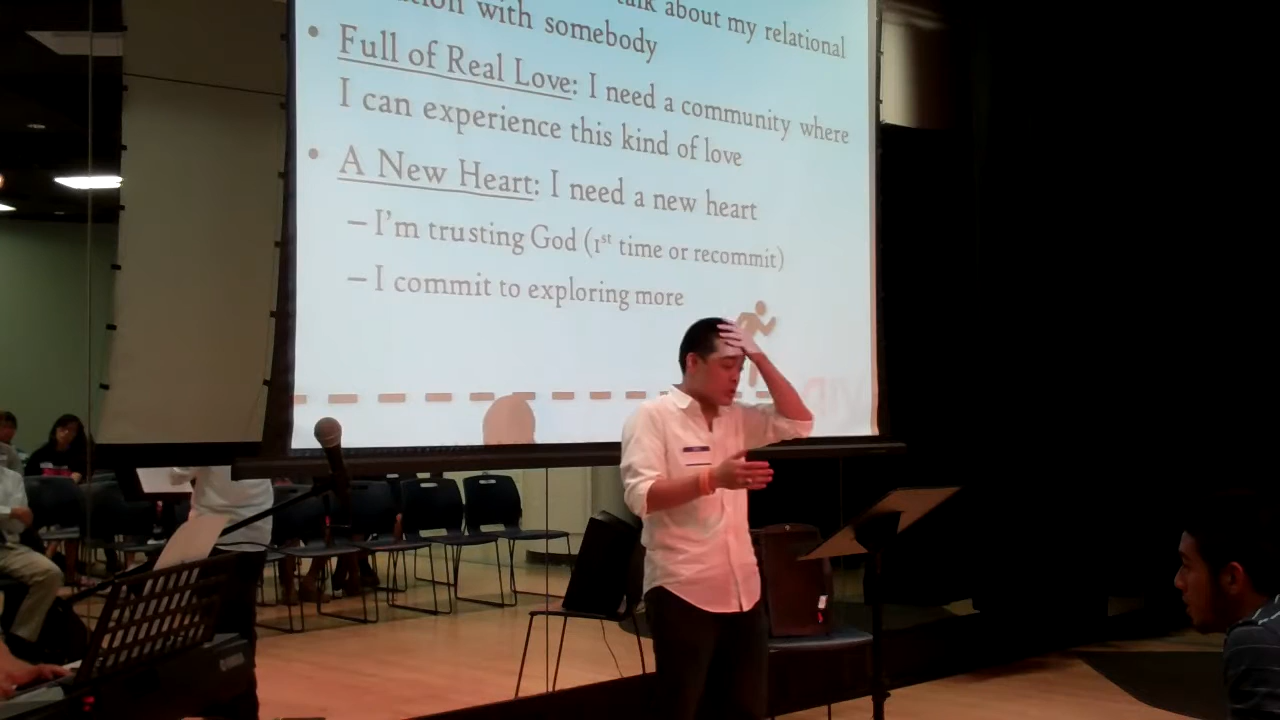 talk about my relational
with somebody
• Full of Real Love: I need a community where
I can experience this kind of love
• A New Heart: I need a new heart
– I'm trusting God (1st time or recommit)
– I commit to exploring more